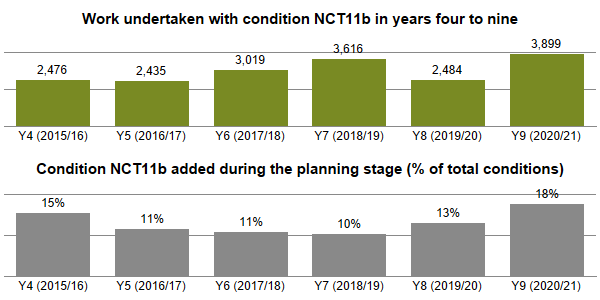 Work undertaken with condition NCT11b in years four to nine
2,476 2,435 3,019 3,616 2,484 3,899
Y4 (2015/16) Y5 (2016/17) Y6 (2017/18) Y7 (2018/19) Y8 (2019/20) Y9 (2020/21)
Condition NCT11b added during the planning stage (% of total conditions)
15% 11% 11% 10% 13% 18%
Y4 (2015/16) Y5 (2016/17) Y6 (2017/18) Y7 (2018/19) Y8 (2019/20) Y9 (2020/21)